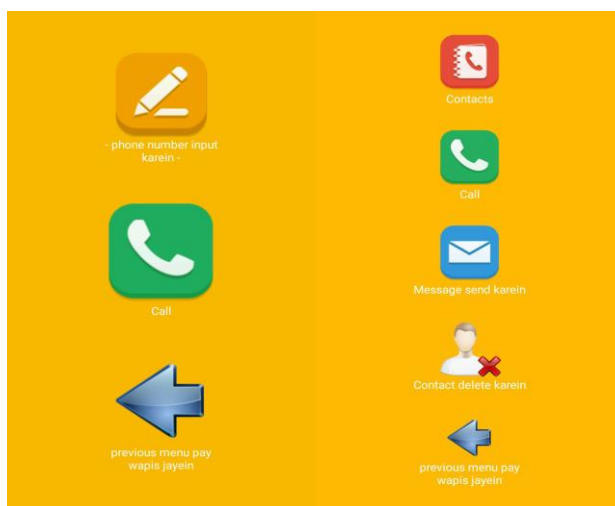 - phone number input
karein -
Call
previous menu pay
wapis jayein
Contacts
Call
Message send karein
Contact delete karein
previous menu pay
wapis jayein